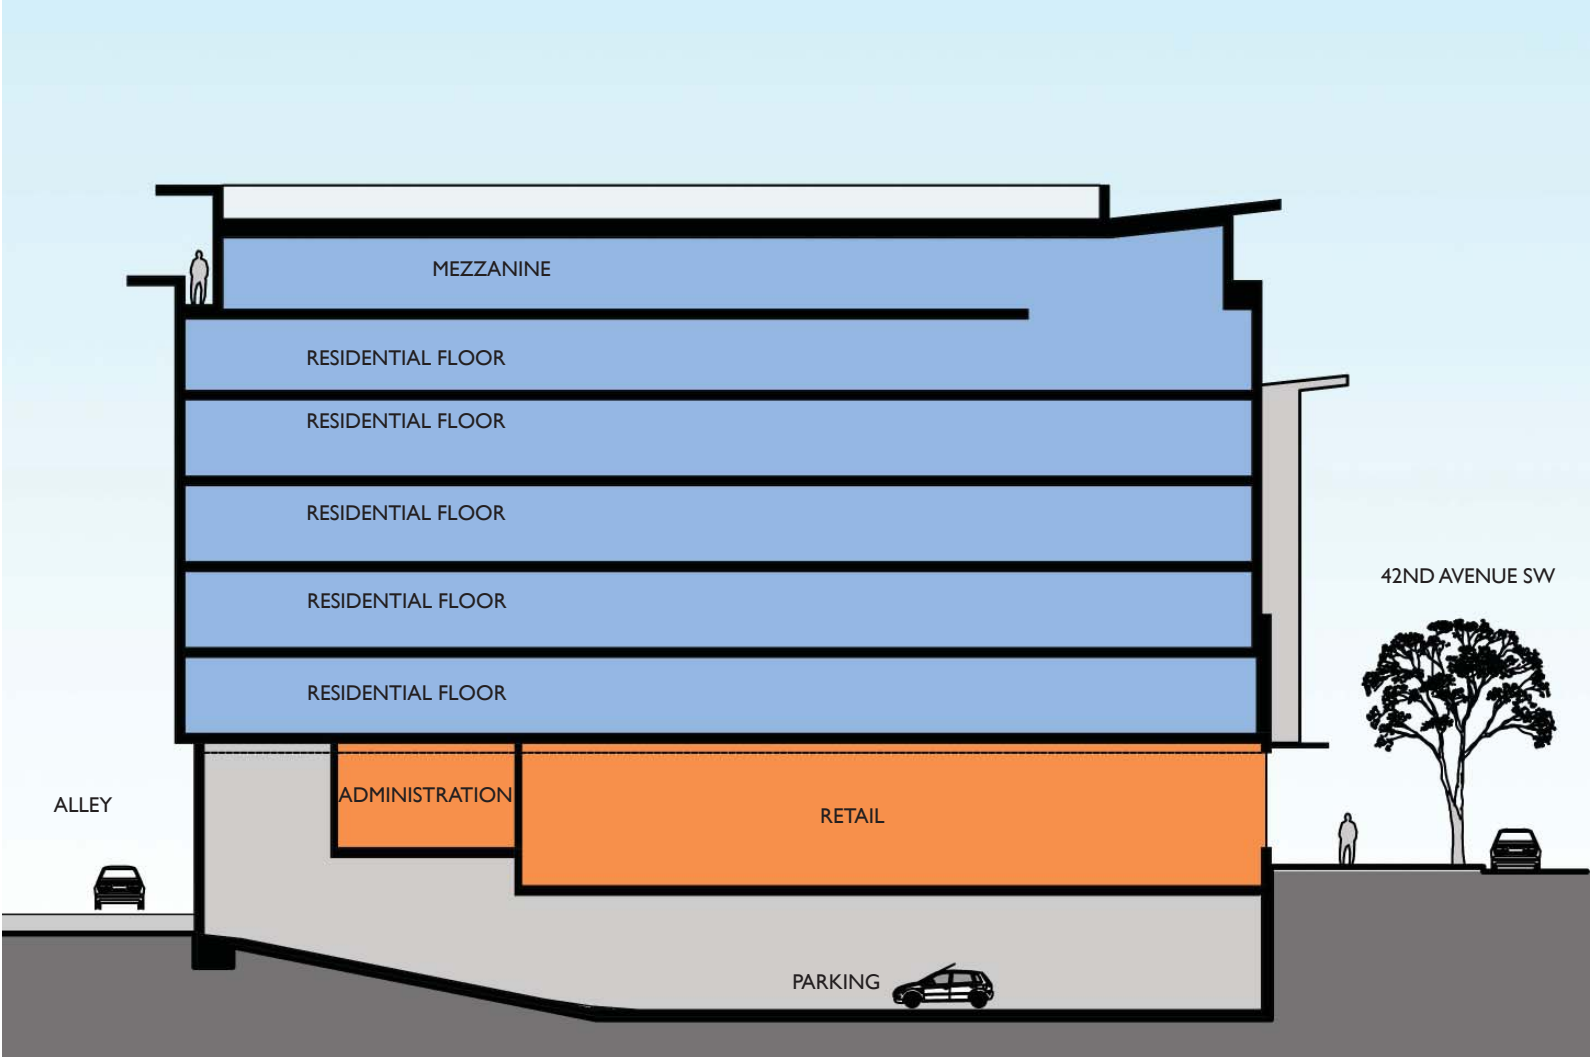 MEZZANINE
RESIDENTIAL FLOOR
RESIDENTIAL FLOOR
RESIDENTIAL FLOOR
42ND AVENUE SW
RESIDENTIAL FLOOR
RESIDENTIAL FLOOR
ALLEY
ADMINISTRATION
RETAIL
PARKING